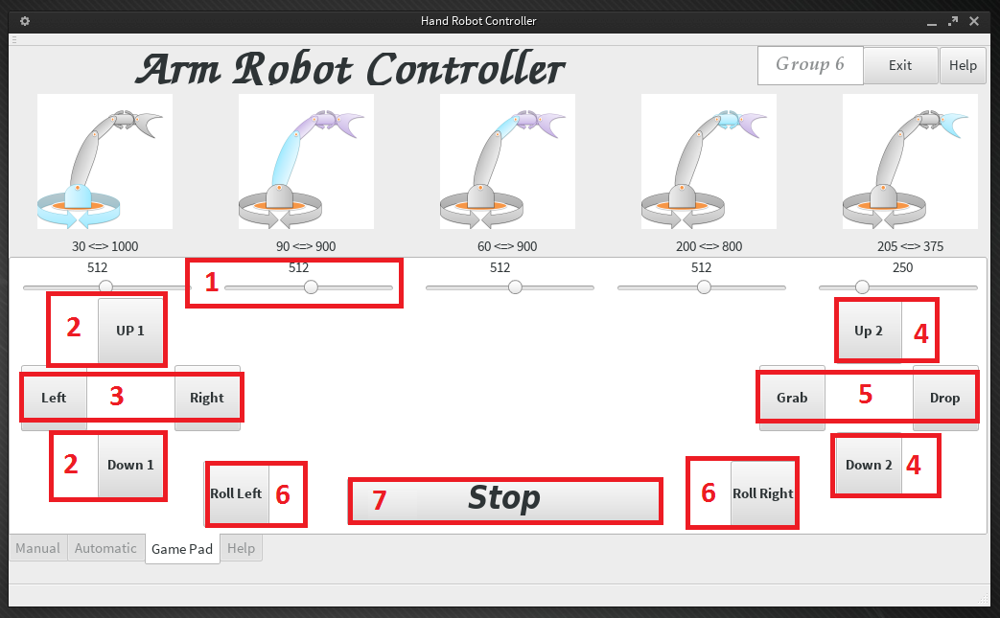 Hand Robot Controller
Arm Robot Controller
Group 6
Exit
Help
30 <=> 1000
90 <=> 900
60 <=> 900
200 <=> 800
205 <=> 375
512
512
512
512
250
1
2
UP 1
Up 2
4
Left
3
Right
Grab
5
Drop
2
Down 1
Down 2
4
Roll Left
6
7
Stop
6
Roll Right
Manual
Automatic
Game Pad
Help